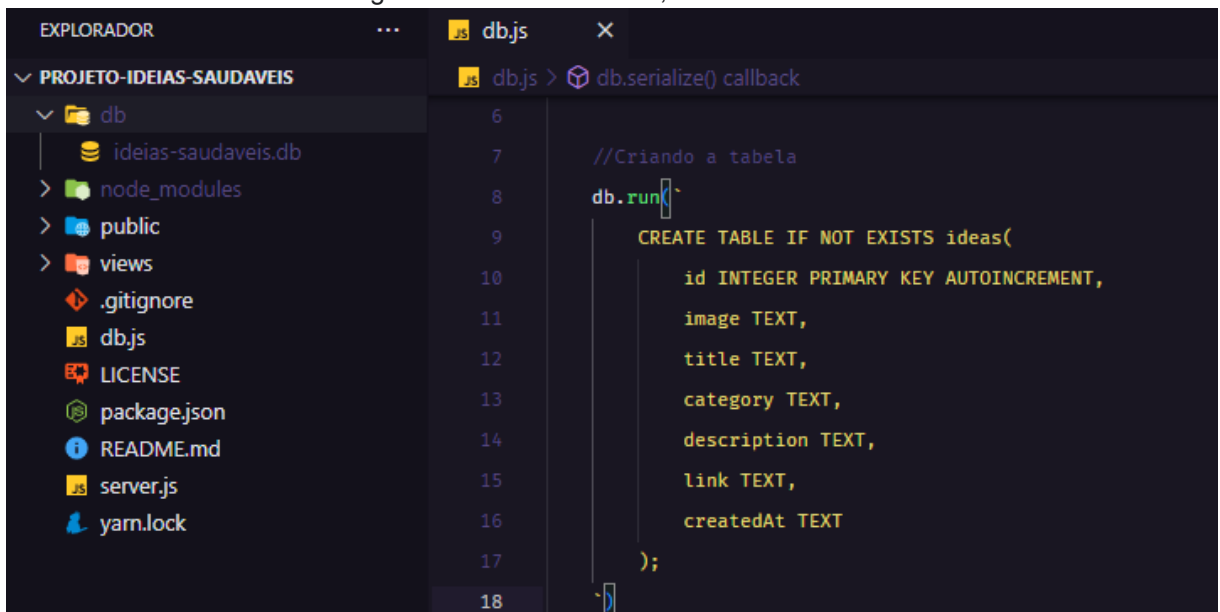 EXPLORADOR ...
PROJETO-IDEIAS-SAUDAVEIS
db
ideias-saudaveis.db
node_modules
public
views
.gitignore
db.js
LICENSE
package.json
README.md
server.js
yarn.lock
JS db.js ×
JS db.js > db.serialize() callback
6
7 //Criando a tabela
8 db.run(`
9 CREATE TABLE IF NOT EXISTS ideas(
10 id INTEGER PRIMARY KEY AUTOINCREMENT,
11 image TEXT,
12 title TEXT,
13 category TEXT,
14 description TEXT,
15 link TEXT,
16 createdAt TEXT
17 );
18 `)